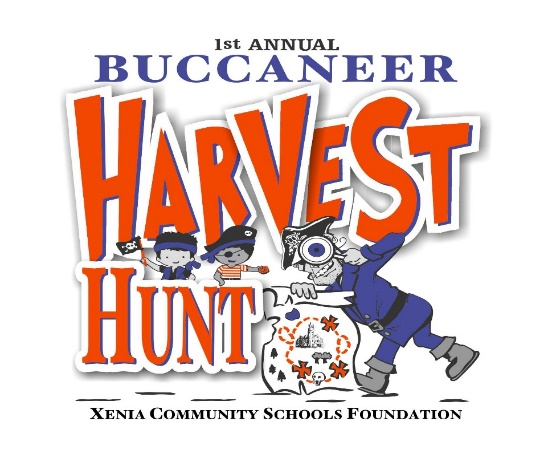 1st ANNUAL
BUCCANEER
HARVEST
HUNT
XENIA COMMUNITY SCHOOLS FOUNDATION